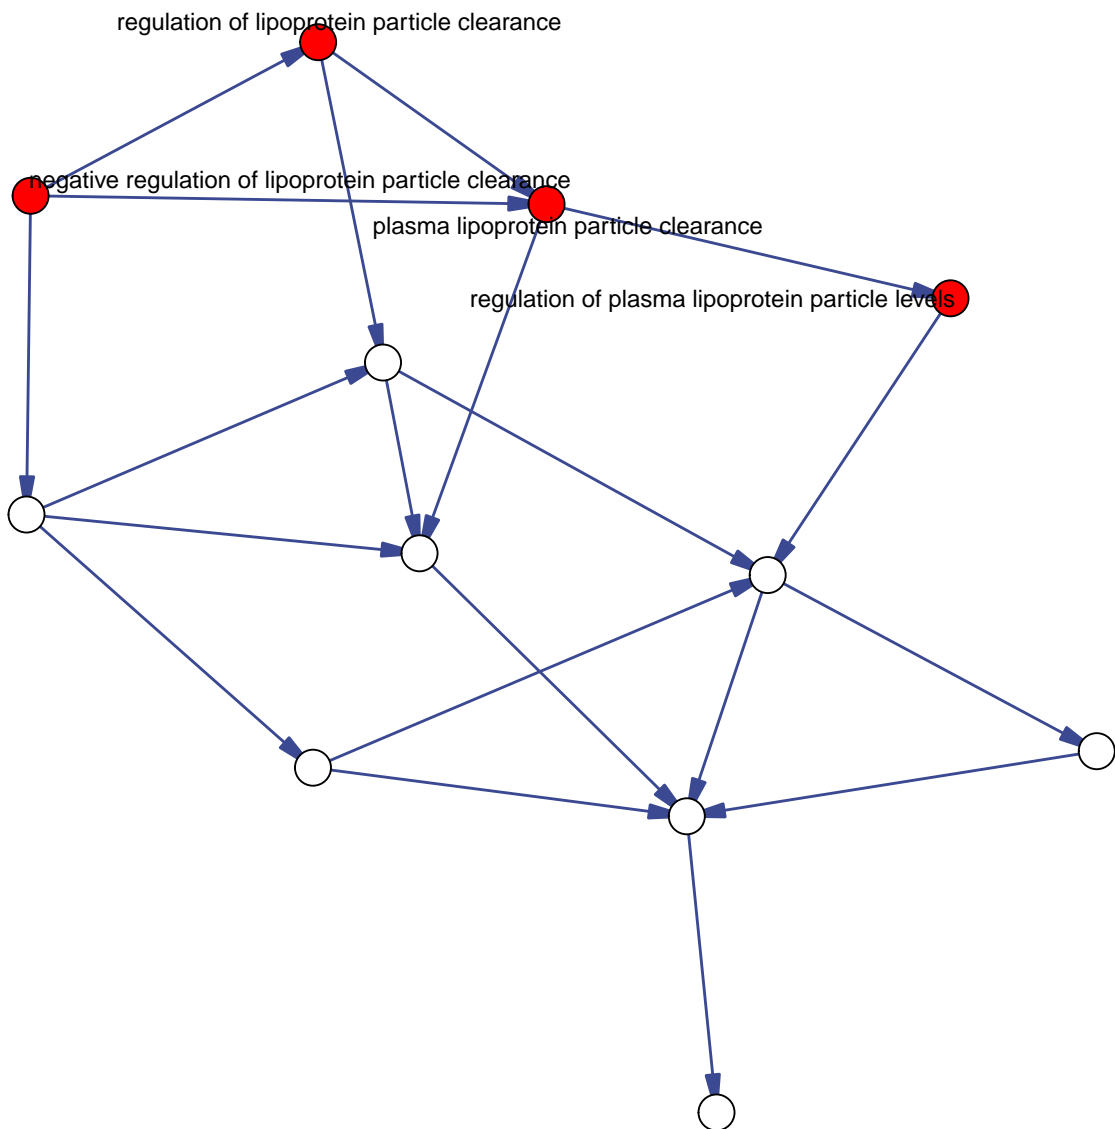 regulation of lipoprotein particle clearance
negative regulation of lipoprotein particle clearance
plasma lipoprotein particle clearance
regulation of plasma lipoprotein particle levels